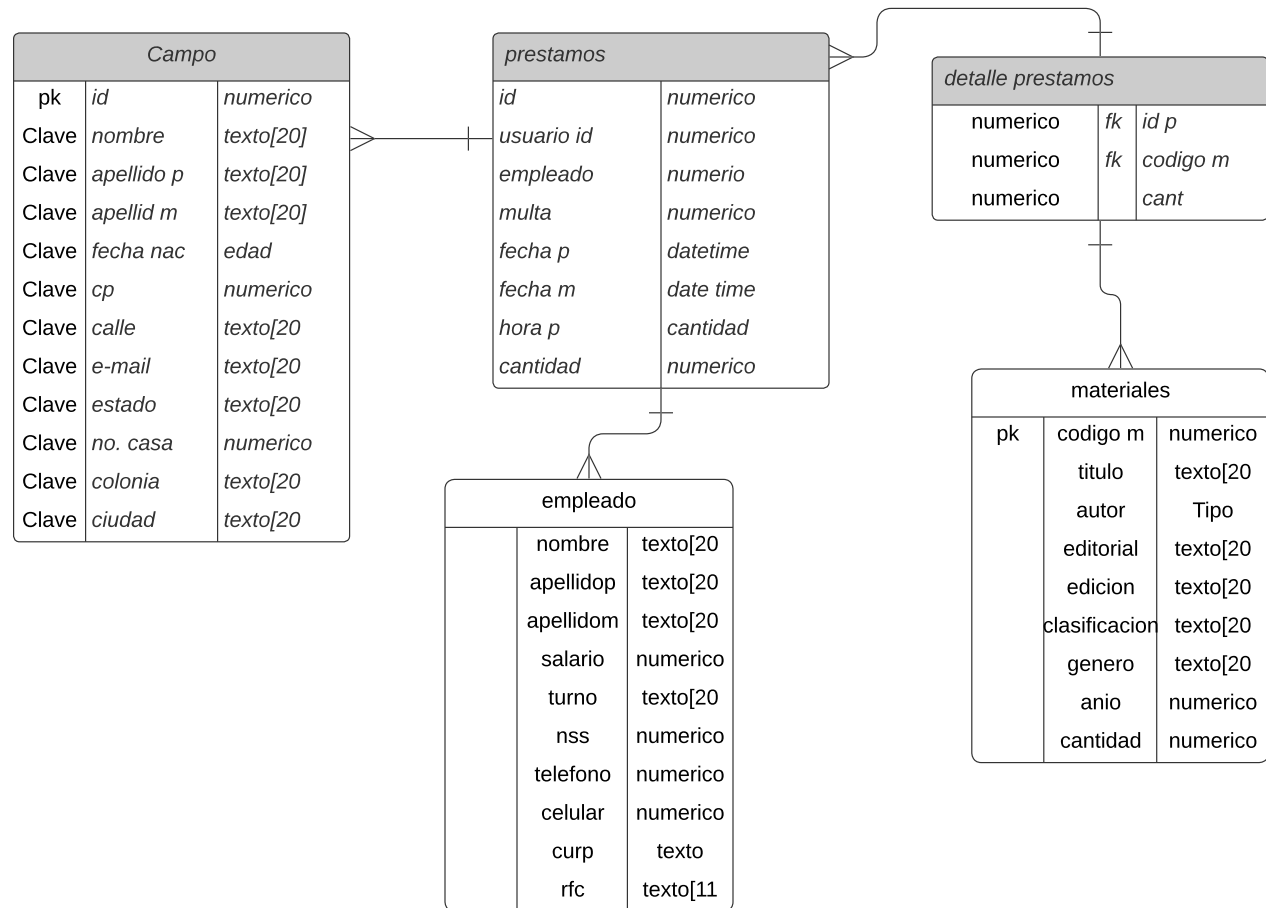 Campo
pk id numerico
Clave nombre texto[20]
Clave apellido p texto[20]
Clave apellid m texto[20]
Clave fecha nac edad
Clave cp numerico
Clave calle texto[20
Clave e-mail texto[20
Clave estado texto[20
Clave no. casa numerico
Clave colonia texto[20
Clave ciudad texto[20
prestamos
id numerico
usuario id numerico
empleado numerio
multa numerico
fecha p datetime
fecha m date time
hora p cantidad
cantidad numerico
detalle prestamos
numerico fk id p
numerico fk codigo m
numerico cant
empleado
nombre texto[20
apellidop texto[20
apellidom texto[20
salario numerico
turno texto[20
nss numerico
telefono numerico
celular numerico
curp texto
rfc texto[11
materiales
pk codigo m numerico
titulo texto[20
autor Tipo
editorial texto[20
edicion texto[20
clasificacion texto[20
genero texto[20
anio numerico
cantidad numerico